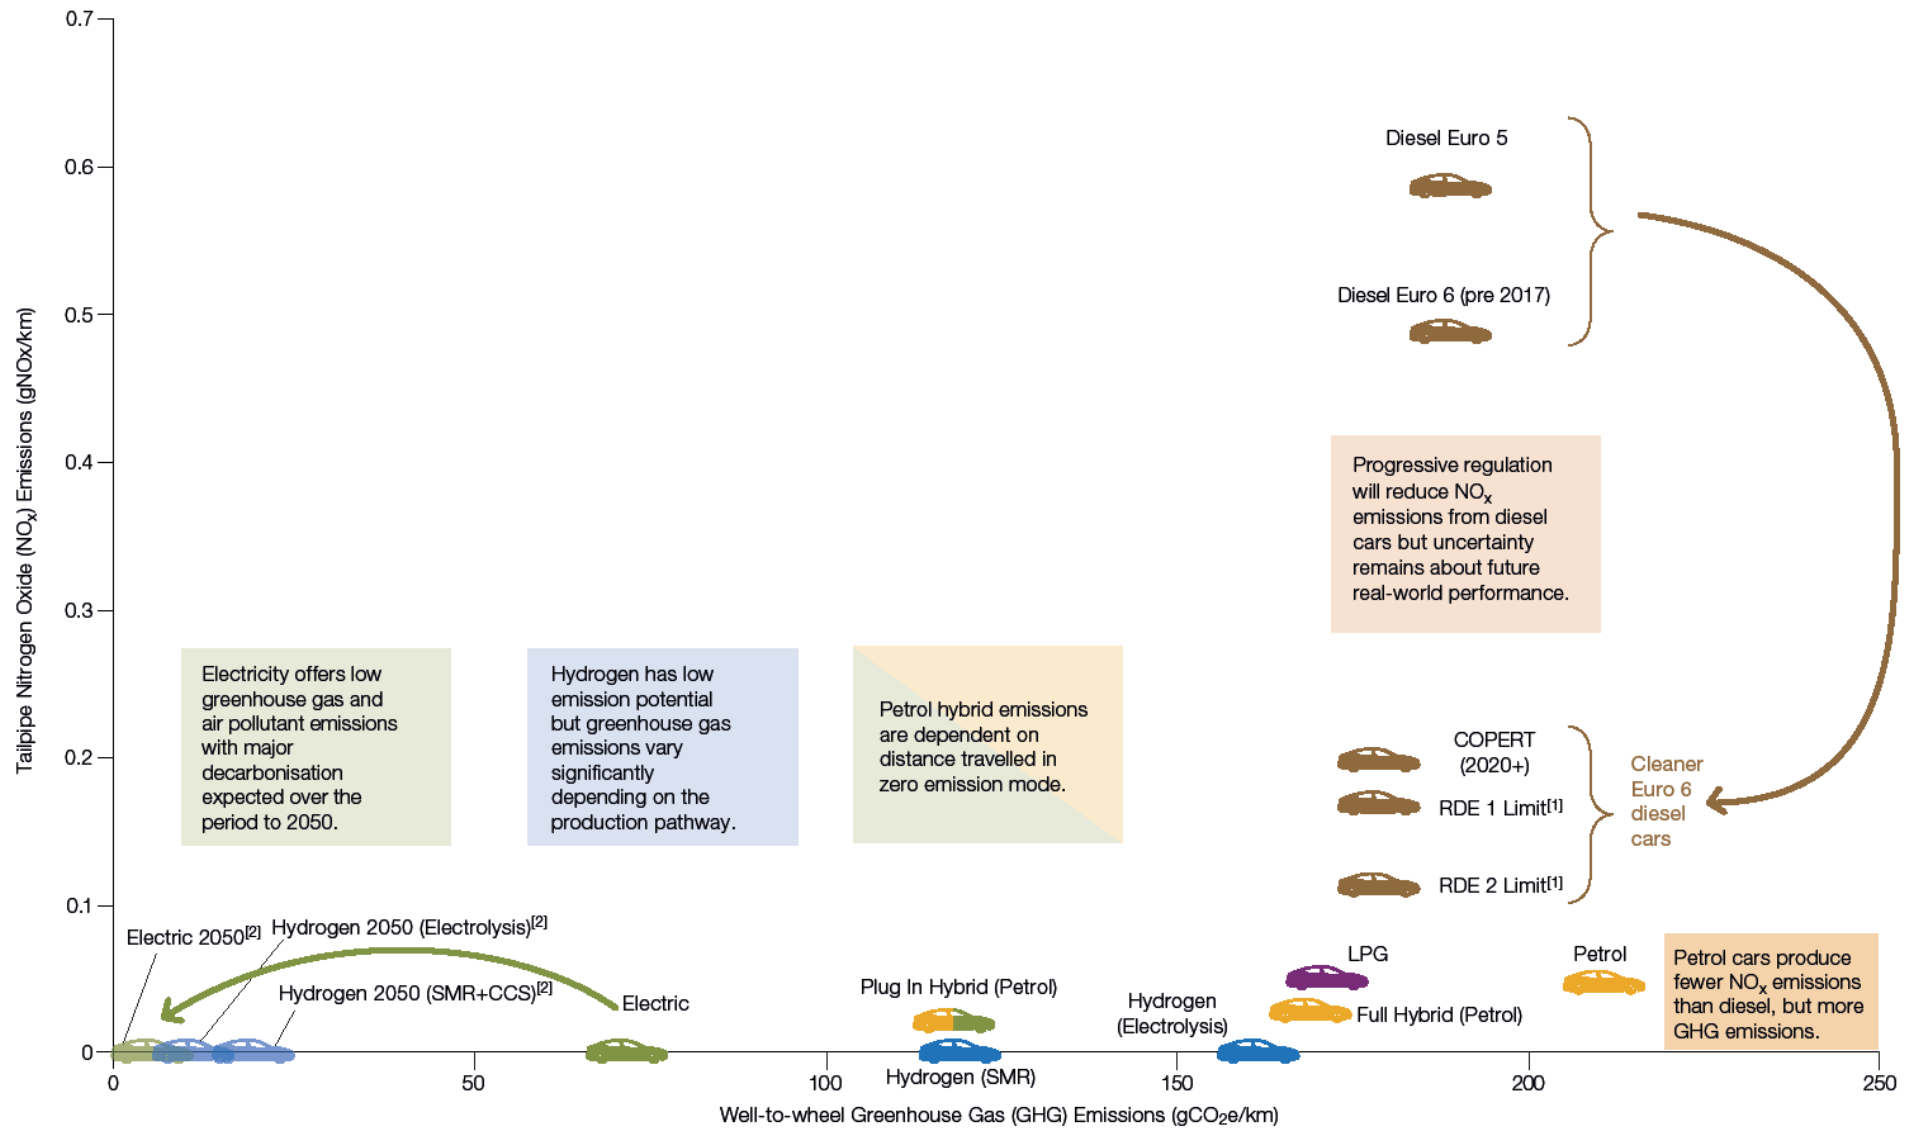 0.7
Diesel Euro 5
0.6
Diesel Euro 6 (pre 2017)
0.5
Tailpipe Nitrogen Oxide (NOx) Emissions (gNOx/km)
0.4
Progressive regulation
will reduce NOx
emissions from diesel
cars but uncertainty
remains about future
real-world performance.
0.3
Electricity offers low
greenhouse gas and
air pollutant emissions
with major
decarbonisation
expected over the
period to 2050.
Hydrogen has low
emission potential
but greenhouse gas
emissions vary
significantly
depending on the
production pathway.
Petrol hybrid emissions
are dependent on
distance travelled in
zero emission mode.
0.2
COPERT
(2020+)
RDE 1 Limit[1]
RDE 2 Limit[1]
Cleaner
Euro 6
diesel
cars
0.1
Electric 2050[2]
Hydrogen 2050 (Electrolysis)[2]
Hydrogen 2050 (SMR+CCS)[2]
Electric
Plug In Hybrid (Petrol)
Hydrogen
(Electrolysis)
LPG
Full Hybrid (Petrol)
Petrol
Petrol cars produce
fewer NOx emissions
than diesel, but more
GHG emissions.
0
Hydrogen (SMR)
0
50
100
150
200
250
Well-to-wheel Greenhouse Gas (GHG) Emissions (gCO2e/km)